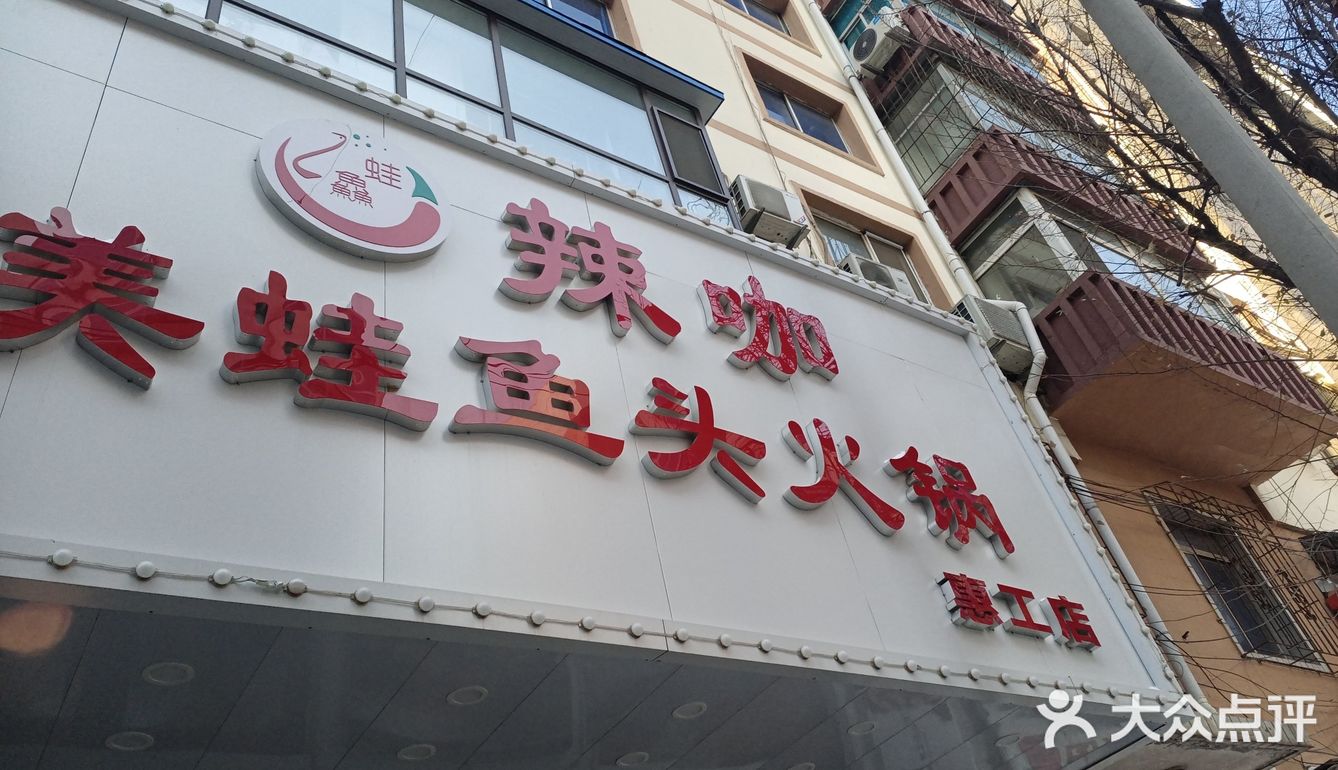 蛙
鱻
辣咖
美蛙鱼头火锅
惠工店
大众点评